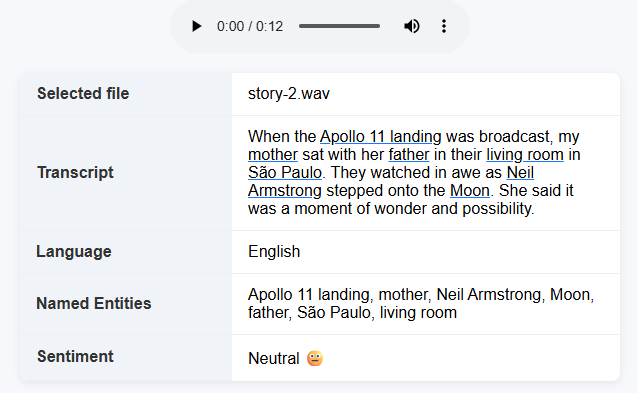 0:00 / 0:12
Selected file
story-2.wav
Transcript
When the Apollo 11 landing was broadcast, my
mother sat with her father in their living room in
São Paulo. They watched in awe as Neil
Armstrong stepped onto the Moon. She said it
was a moment of wonder and possibility.
Language
English
Named Entities
Apollo 11 landing, mother, Neil Armstrong, Moon,
father, São Paulo, living room
Sentiment
Neutral 😐